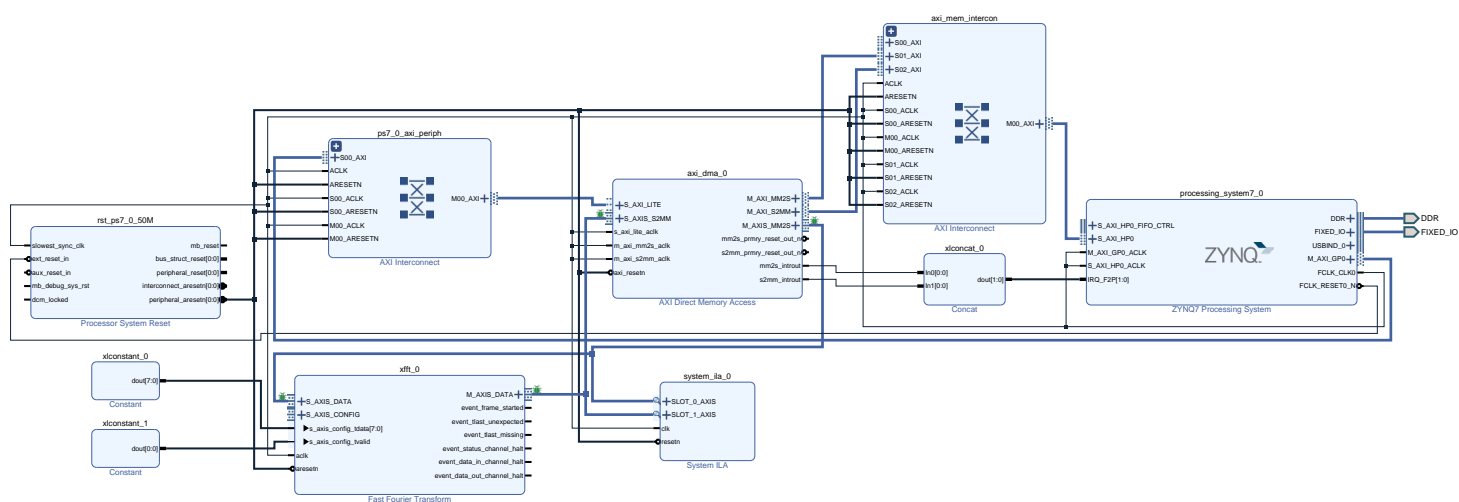 axi_mem_intercon
S00_AXI
S01_AXI
S02_AXI
ACLK
ARESETN
S00_ACLK
S00_ARESETN
M00_ACLK
M00_ARESETN
S01_ACLK
S01_ARESETN
S02_ACLK
S02_ARESETN
M00_AXI
AXI Interconnect
ps7_0_axi_periph
S00_AXI
ACLK
ARESETN
S00_ACLK
S00_ARESETN
M00_ACLK
M00_ARESETN
M00_AXI
AXI Interconnect
axi_dma_0
S_AXI_LITE
S_AXIS_S2MM
s_axi_lite_aclk
m_axi_mm2s_aclk
m_axi_s2mm_aclk
axi_resetn
M_AXI_MM2S
M_AXI_S2MM
M_AXIS_MM2S
mm2s_prmry_reset_out_n
s2mm_prmry_reset_out_n
mm2s_introut
s2mm_introut
AXI Direct Memory Access
processing_system7_0
S_AXI_HP0_FIFO_CTRL
S_AXI_HP0
M_AXI_GP0_ACLK
S_AXI_HP0_ACLK
IRQ_F2P[1:0]
ZYNQ
DDR
FIXED_IO
USBIND_0
M_AXI_GP0
FCLK_CLK0
FCLK_RESET0_N
ZYNQ7 Processing System
DDR
FIXED_IO
rst_ps7_0_50M
slowest_sync_clk
ext_reset_in
aux_reset_in
mb_debug_sys_rst
dcm_locked
mb_reset
bus_struct_reset[0:0]
peripheral_reset[0:0]
interconnect_aresetn[0:0]
peripheral_aresetn[0:0]
Processor System Reset
xlconcat_0
In0[0:0]
In1[0:0]
dout[1:0]
Concat
xlconstant_0
dout[7:0]
Constant
xlconstant_1
dout[0:0]
Constant
xfft_0
S_AXIS_DATA
S_AXIS_CONFIG
s_axis_config_tdata[7:0]
s_axis_config_tvalid
aclk
aresetn
M_AXIS_DATA
event_frame_started
event_tlast_unexpected
event_tlast_missing
event_status_channel_halt
event_data_in_channel_halt
event_data_out_channel_halt
Fast Fourier Transform
system_ila_0
SLOT_0_AXIS
SLOT_1_AXIS
clk
resetn
System ILA